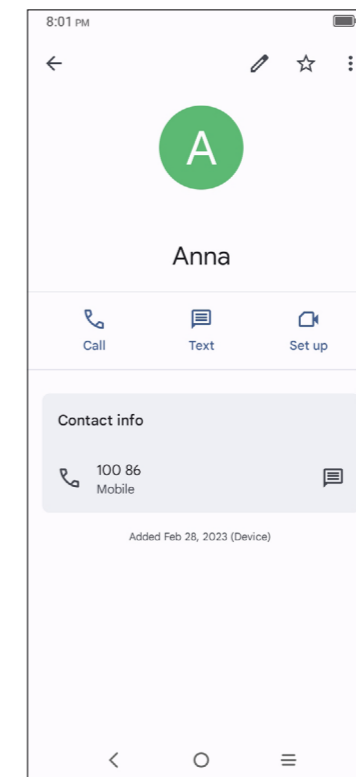 8:01 PM
A
Anna
Call Text Set up
Contact info
100 86
Mobile
Added Feb 28, 2023 (Device)